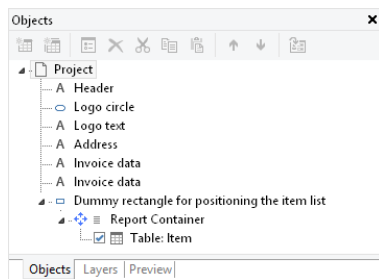 Objects
Project
A Header
Logo circle
A Logo text
A Address
A Invoice data
A Invoice data
Dummy rectangle for positioning the item list
Report Container
Table: Item
Objects Layers Preview